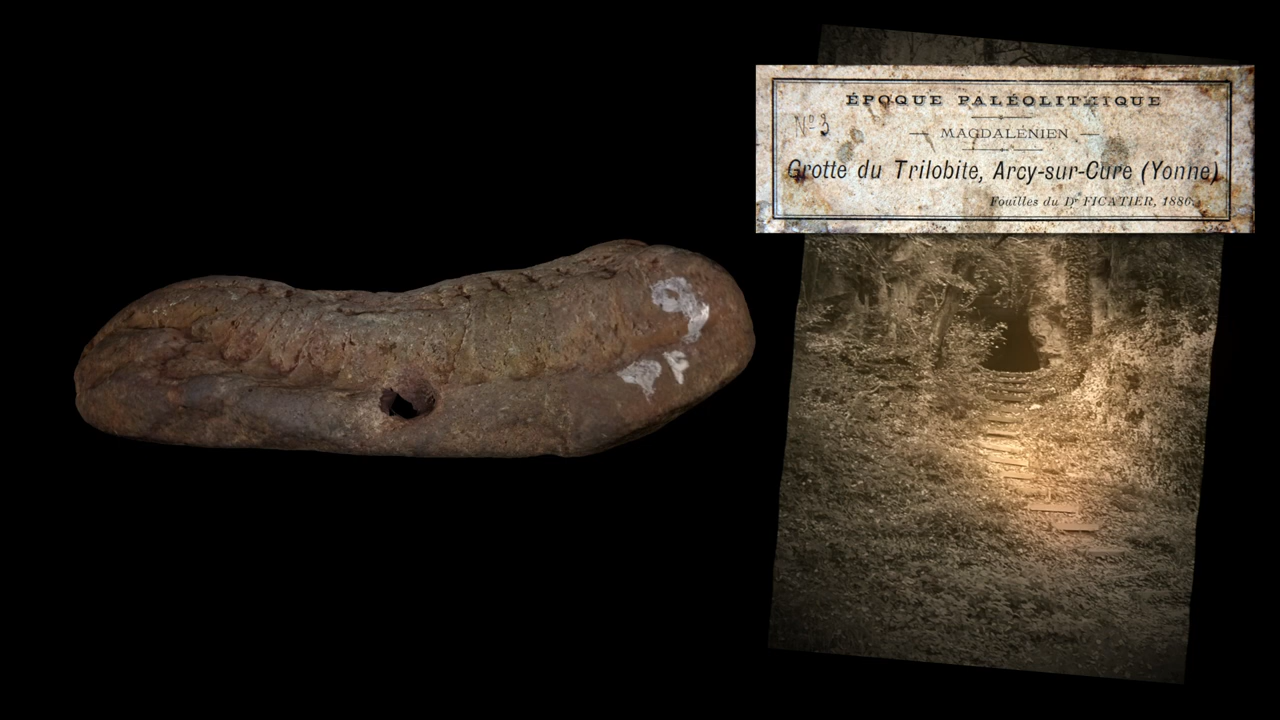 ÉPOQUE PALÉOLITHIQUE
Nº 3
— MAGDALÉNIEN —
Grotte du Trilobite, Arcy-sur-Cure (Yonne)
Fouilles du Dr FICATIER, 1886.